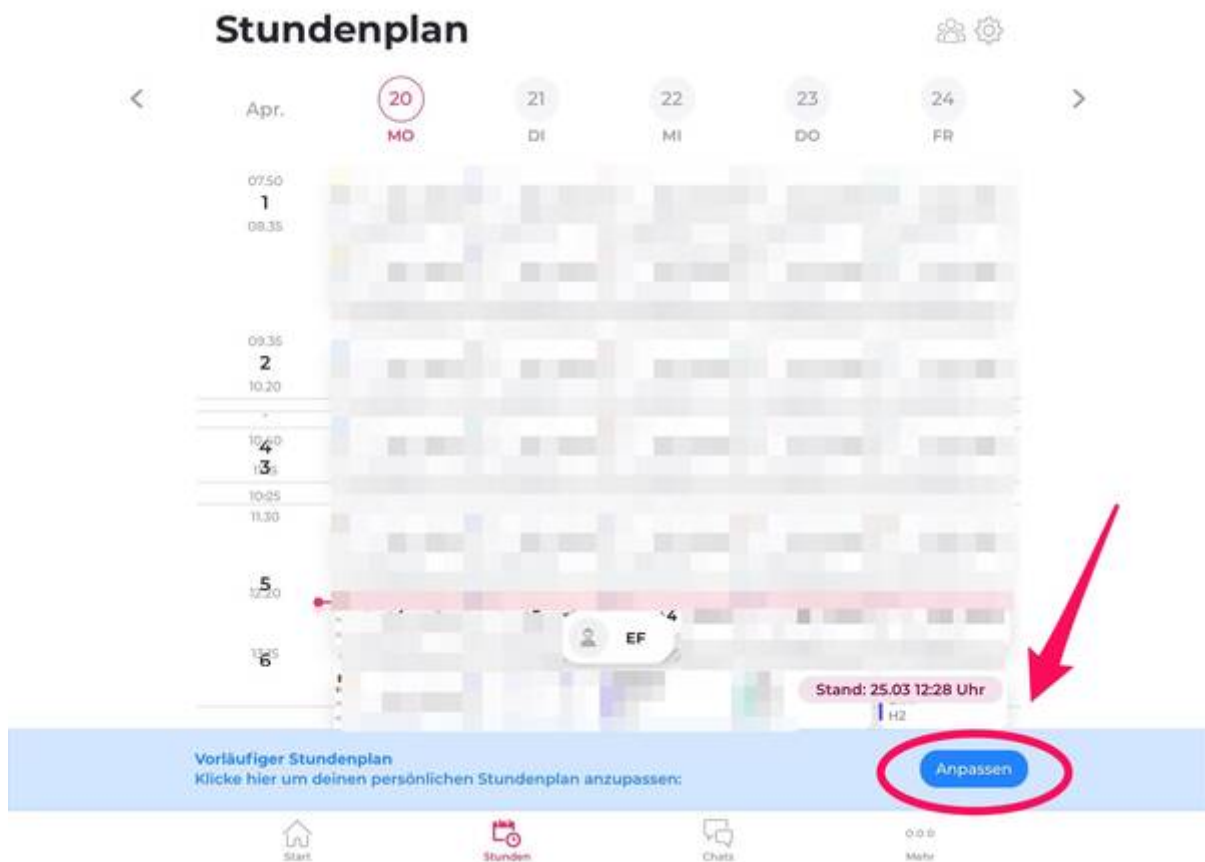 Stundenplan
Apr.
20
21
22
23
24
MO
DI
MI
DO
FR
07.50
1
08.35
09.35
2
10.20
4
3
10.25
11.30
5
12.20
EF
6
Stand: 25.03 12:28 Uhr
H2
Vorläufiger Stundenplan
Klicke hier um deinen persönlichen Stundenplan anzupassen:
Anpassen
Start
Stunden
Chats
Mehr